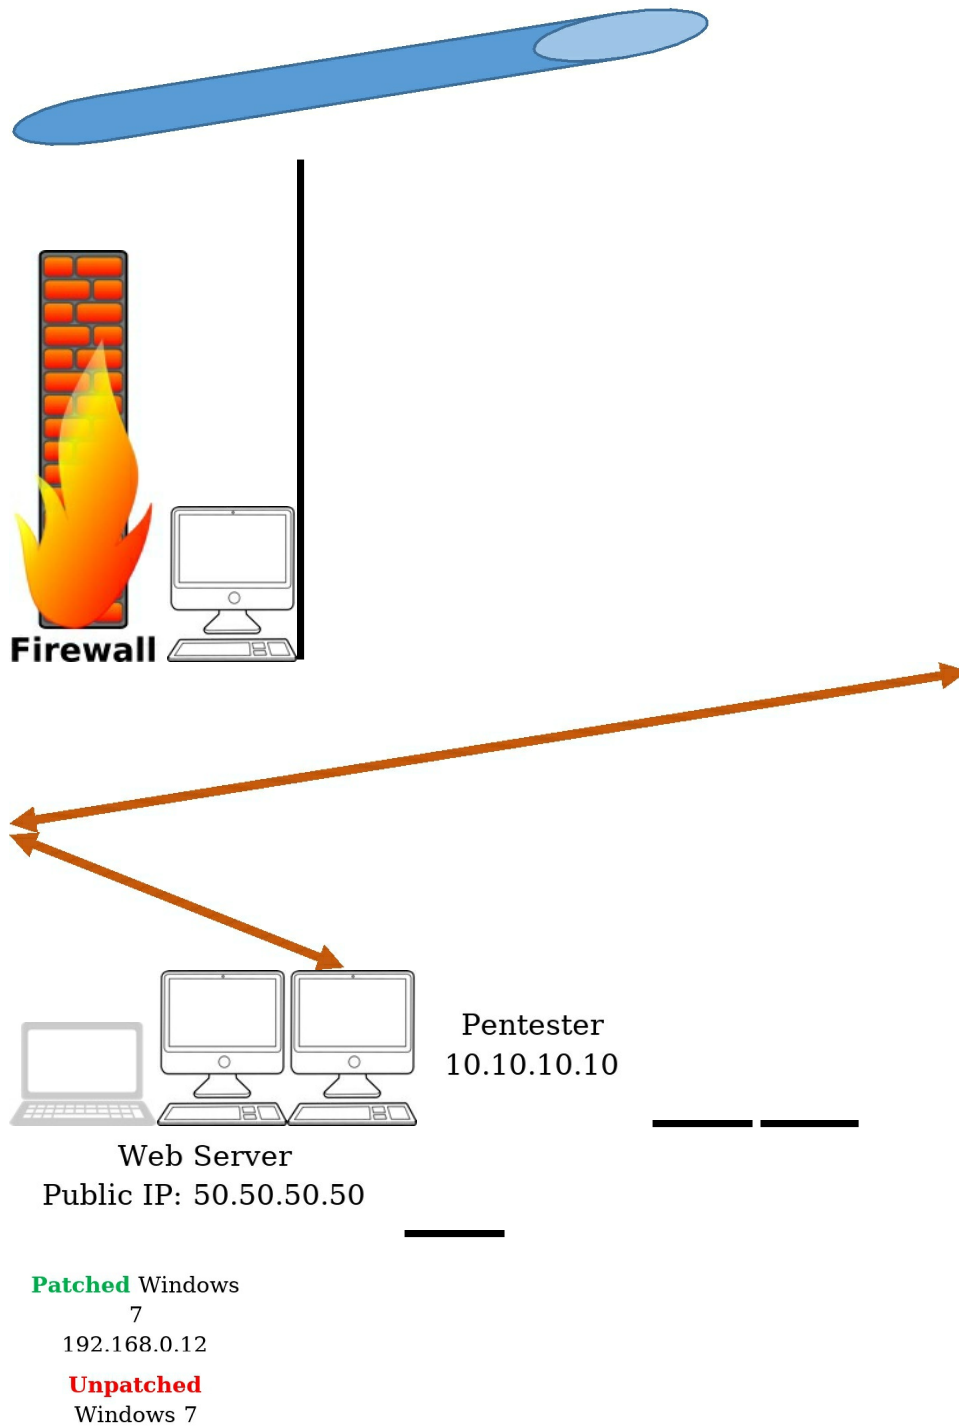 Firewall
Pentester
10.10.10.10
Web Server
Public IP: 50.50.50.50
Patched Windows
7
192.168.0.12
Unpatched
Windows 7